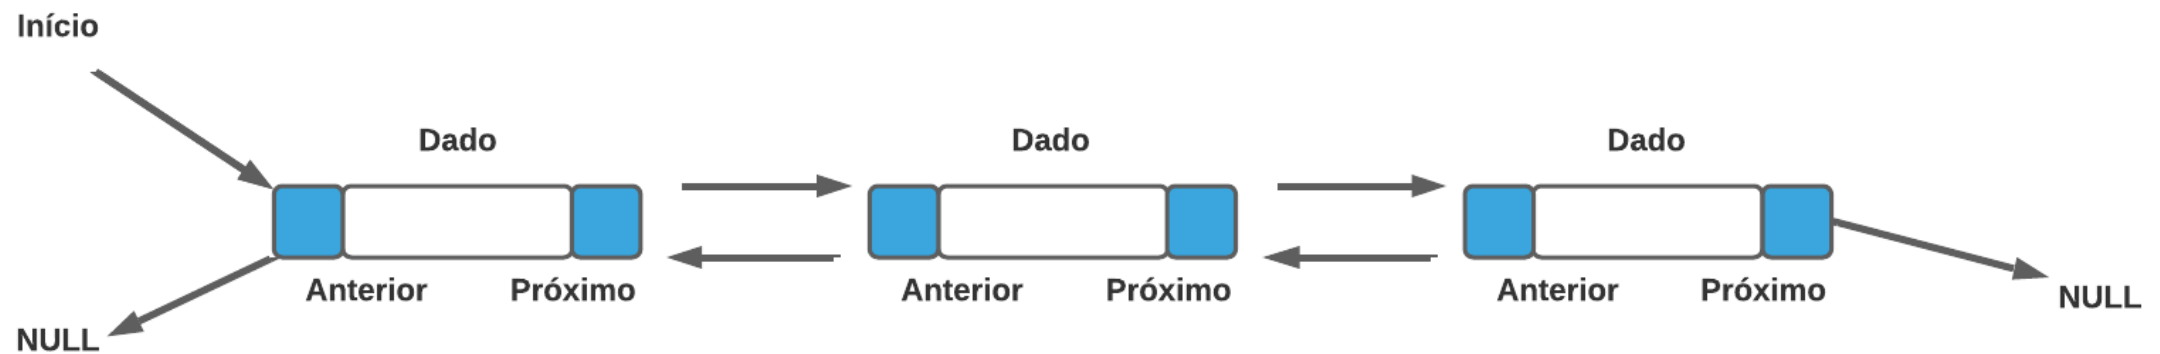 Início
Dado
Dado
Dado
Anterior
Próximo
Anterior
Próximo
Anterior
Próximo
NULL
NULL